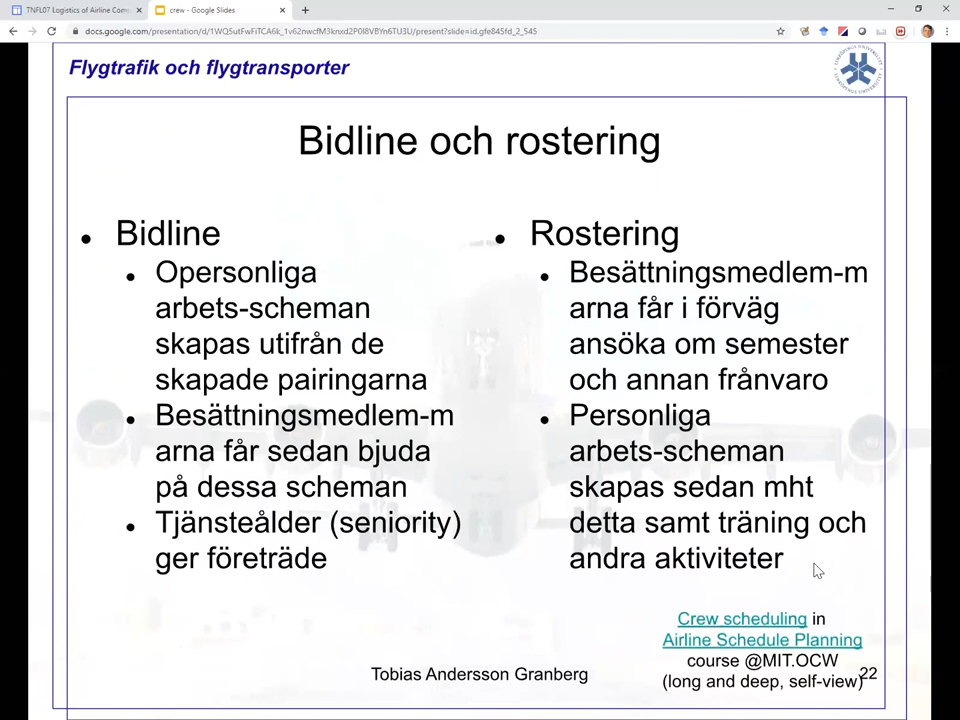 TNFL07 Logistics of Airline Com
crew - Google Slides
docs.google.com/presentation/d/1WQ5utFwFiTCA6k_1v62nwcfM3knxd2P0I8VBYn6TU3U/present?slide=id.gfe845fd_2_545
Flygtrafik och flygtransporter
Bidline och rostering
Bidline
Opersonliga
arbets-scheman
skapas utifrån de
skapade pairingarna
Besättningsmedlem-m
arna får sedan bjuda
på dessa scheman
Tjänsteålder (seniority)
ger företräde
Rostering
Besättningsmedlem-m
arna får i förväg
ansöka om semester
och annan frånvaro
Personliga
arbets-scheman
skapas sedan mht
detta samt träning och
andra aktiviteter
Crew scheduling in
Airline Schedule Planning
course @MIT.OCW
(long and deep, self-view)
Tobias Andersson Granberg
22